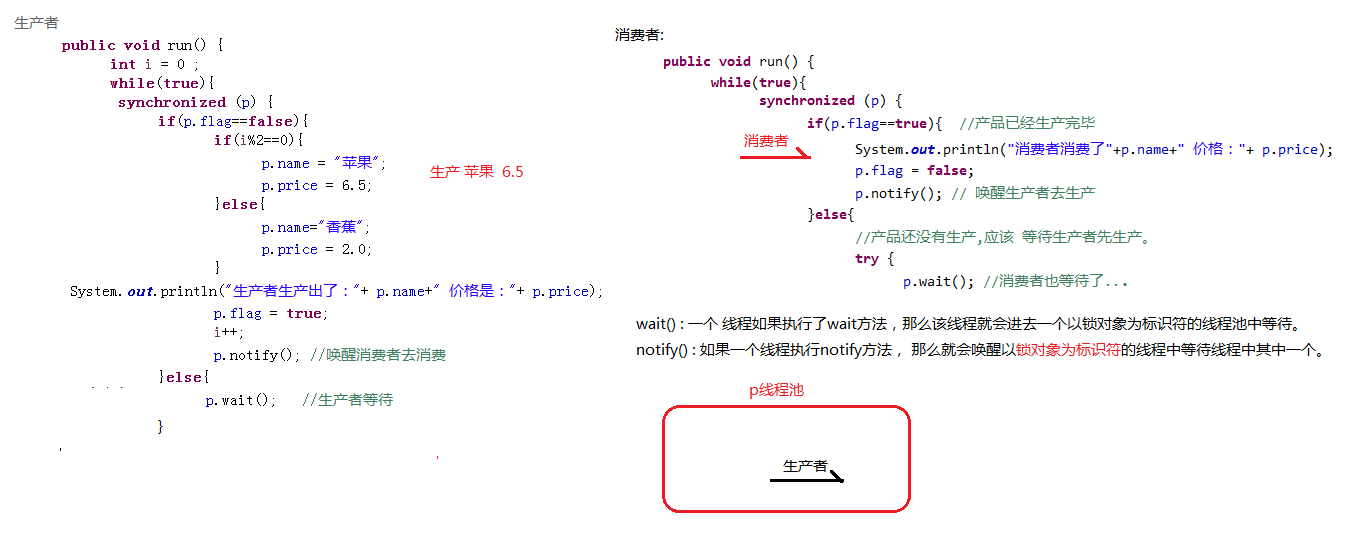 生产者
public void run() {
int i = 0 ;
while(true){
synchronized (p) {
if(p.flag==false){
if(i%2==0){
p.name = "苹果";
p.price = 6.5;
}else{
p.name="香蕉";
p.price = 2.0;
}
System.out.println("生产者生产出了："+ p.name+" 价格是："+ p.price);
p.flag = true;
i++;
p.notify(); //唤醒消费者去消费
}else{
p.wait(); //生产者等待
}
生产 苹果 6.5
消费者:
public void run() {
while(true){
synchronized (p) {
if(p.flag==true){ //产品已经生产完毕
消费者
System.out.println("消费者消费了"+p.name+" 价格："+ p.price);
p.flag = false;
p.notify(); // 唤醒生产者去生产
}else{
//产品还没有生产,应该 等待生产者先生产。
try {
p.wait(); //消费者也等待了...
wait() : 一个 线程如果执行了wait方法，那么该线程就会进去一个以锁对象为标识符的线程池中等待。
notify() : 如果一个线程执行notify方法， 那么就会唤醒以锁对象为标识符的线程中等待线程中其中一个。
p线程池
生产者